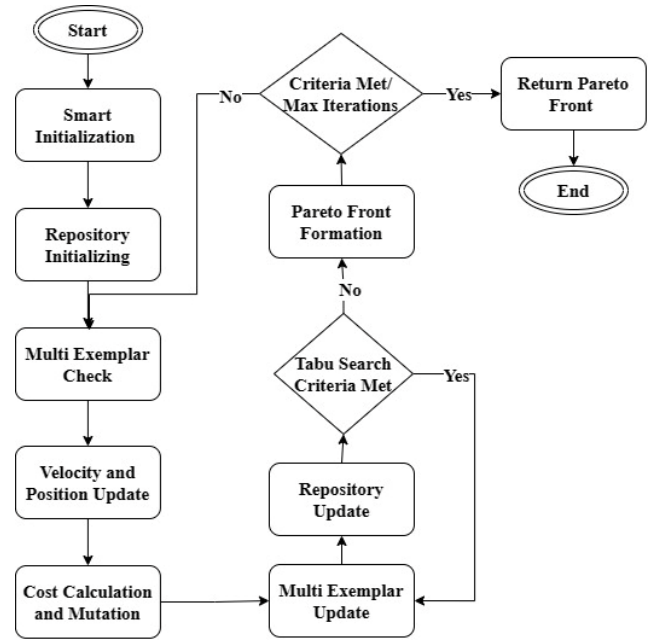 Start
Smart
Initialization
Repository
Initializing
Multi Exemplar
Check
Velocity and
Position Update
Cost Calculation
and Mutation
Multi Exemplar
Update
Repository
Update
Tabu Search
Criteria Met
Yes
No
Pareto Front
Formation
Criteria Met/
Max Iterations
No
Yes
Return Pareto
Front
End